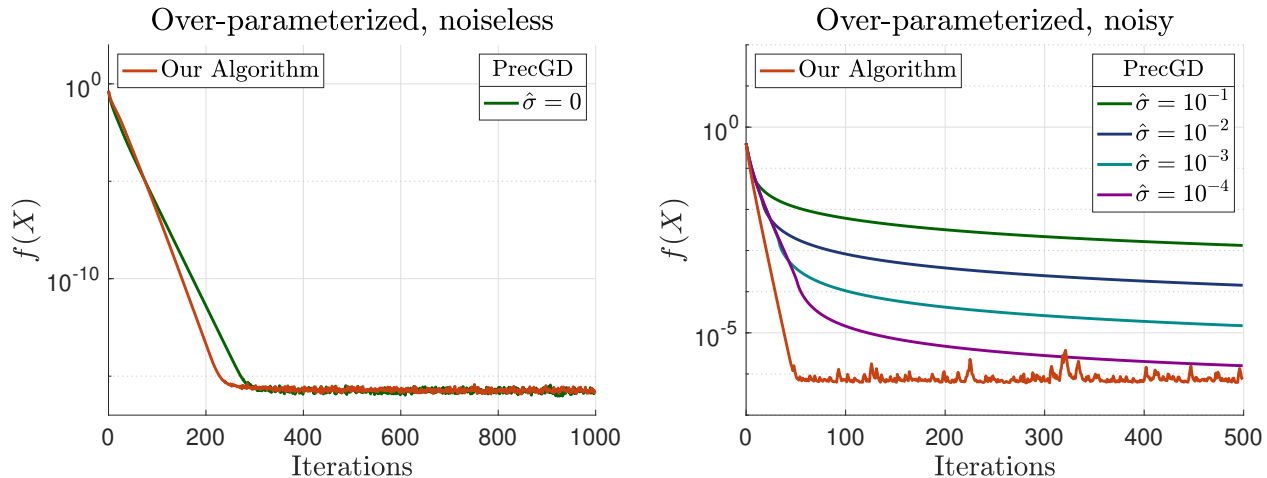 Over-parameterized, noiseless
Our Algorithm
PrecGD
σ̂ = 0
10^0
10^-10
f(X)
0 200 400 600 800 1000
Iterations
Over-parameterized, noisy
Our Algorithm
PrecGD
σ̂ = 10^-1
σ̂ = 10^-2
σ̂ = 10^-3
σ̂ = 10^-4
10^0
10^-5
f(X)
0 100 200 300 400 500
Iterations